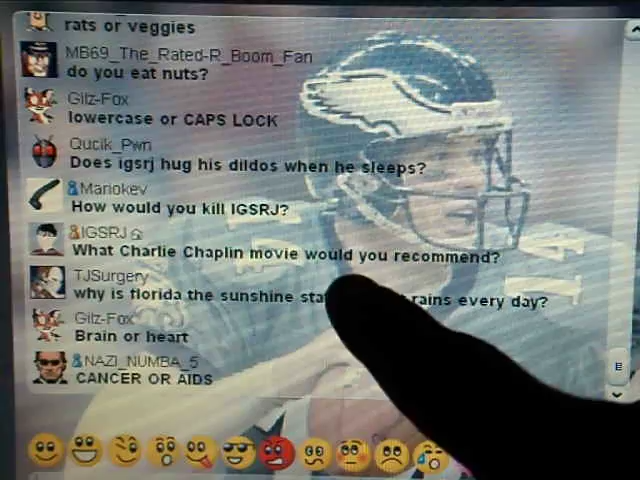 rats or veggies
MB69_The_Rated-R_Boom_Fan
do you eat nuts?
Gilz-Fox
lowercase or CAPS LOCK
Qucik_Pwn
Does igsrj hug his dildos when he sleeps?
Mariokev
How would you kill IGSRJ?
IGSRJ
What Charlie Chaplin movie would you recommend?
TJSurgery
why is florida the sunshine rains every day?
Gilz-Fox
Brain or heart
NAZI_NUMBA_5
CANCER OR AIDS